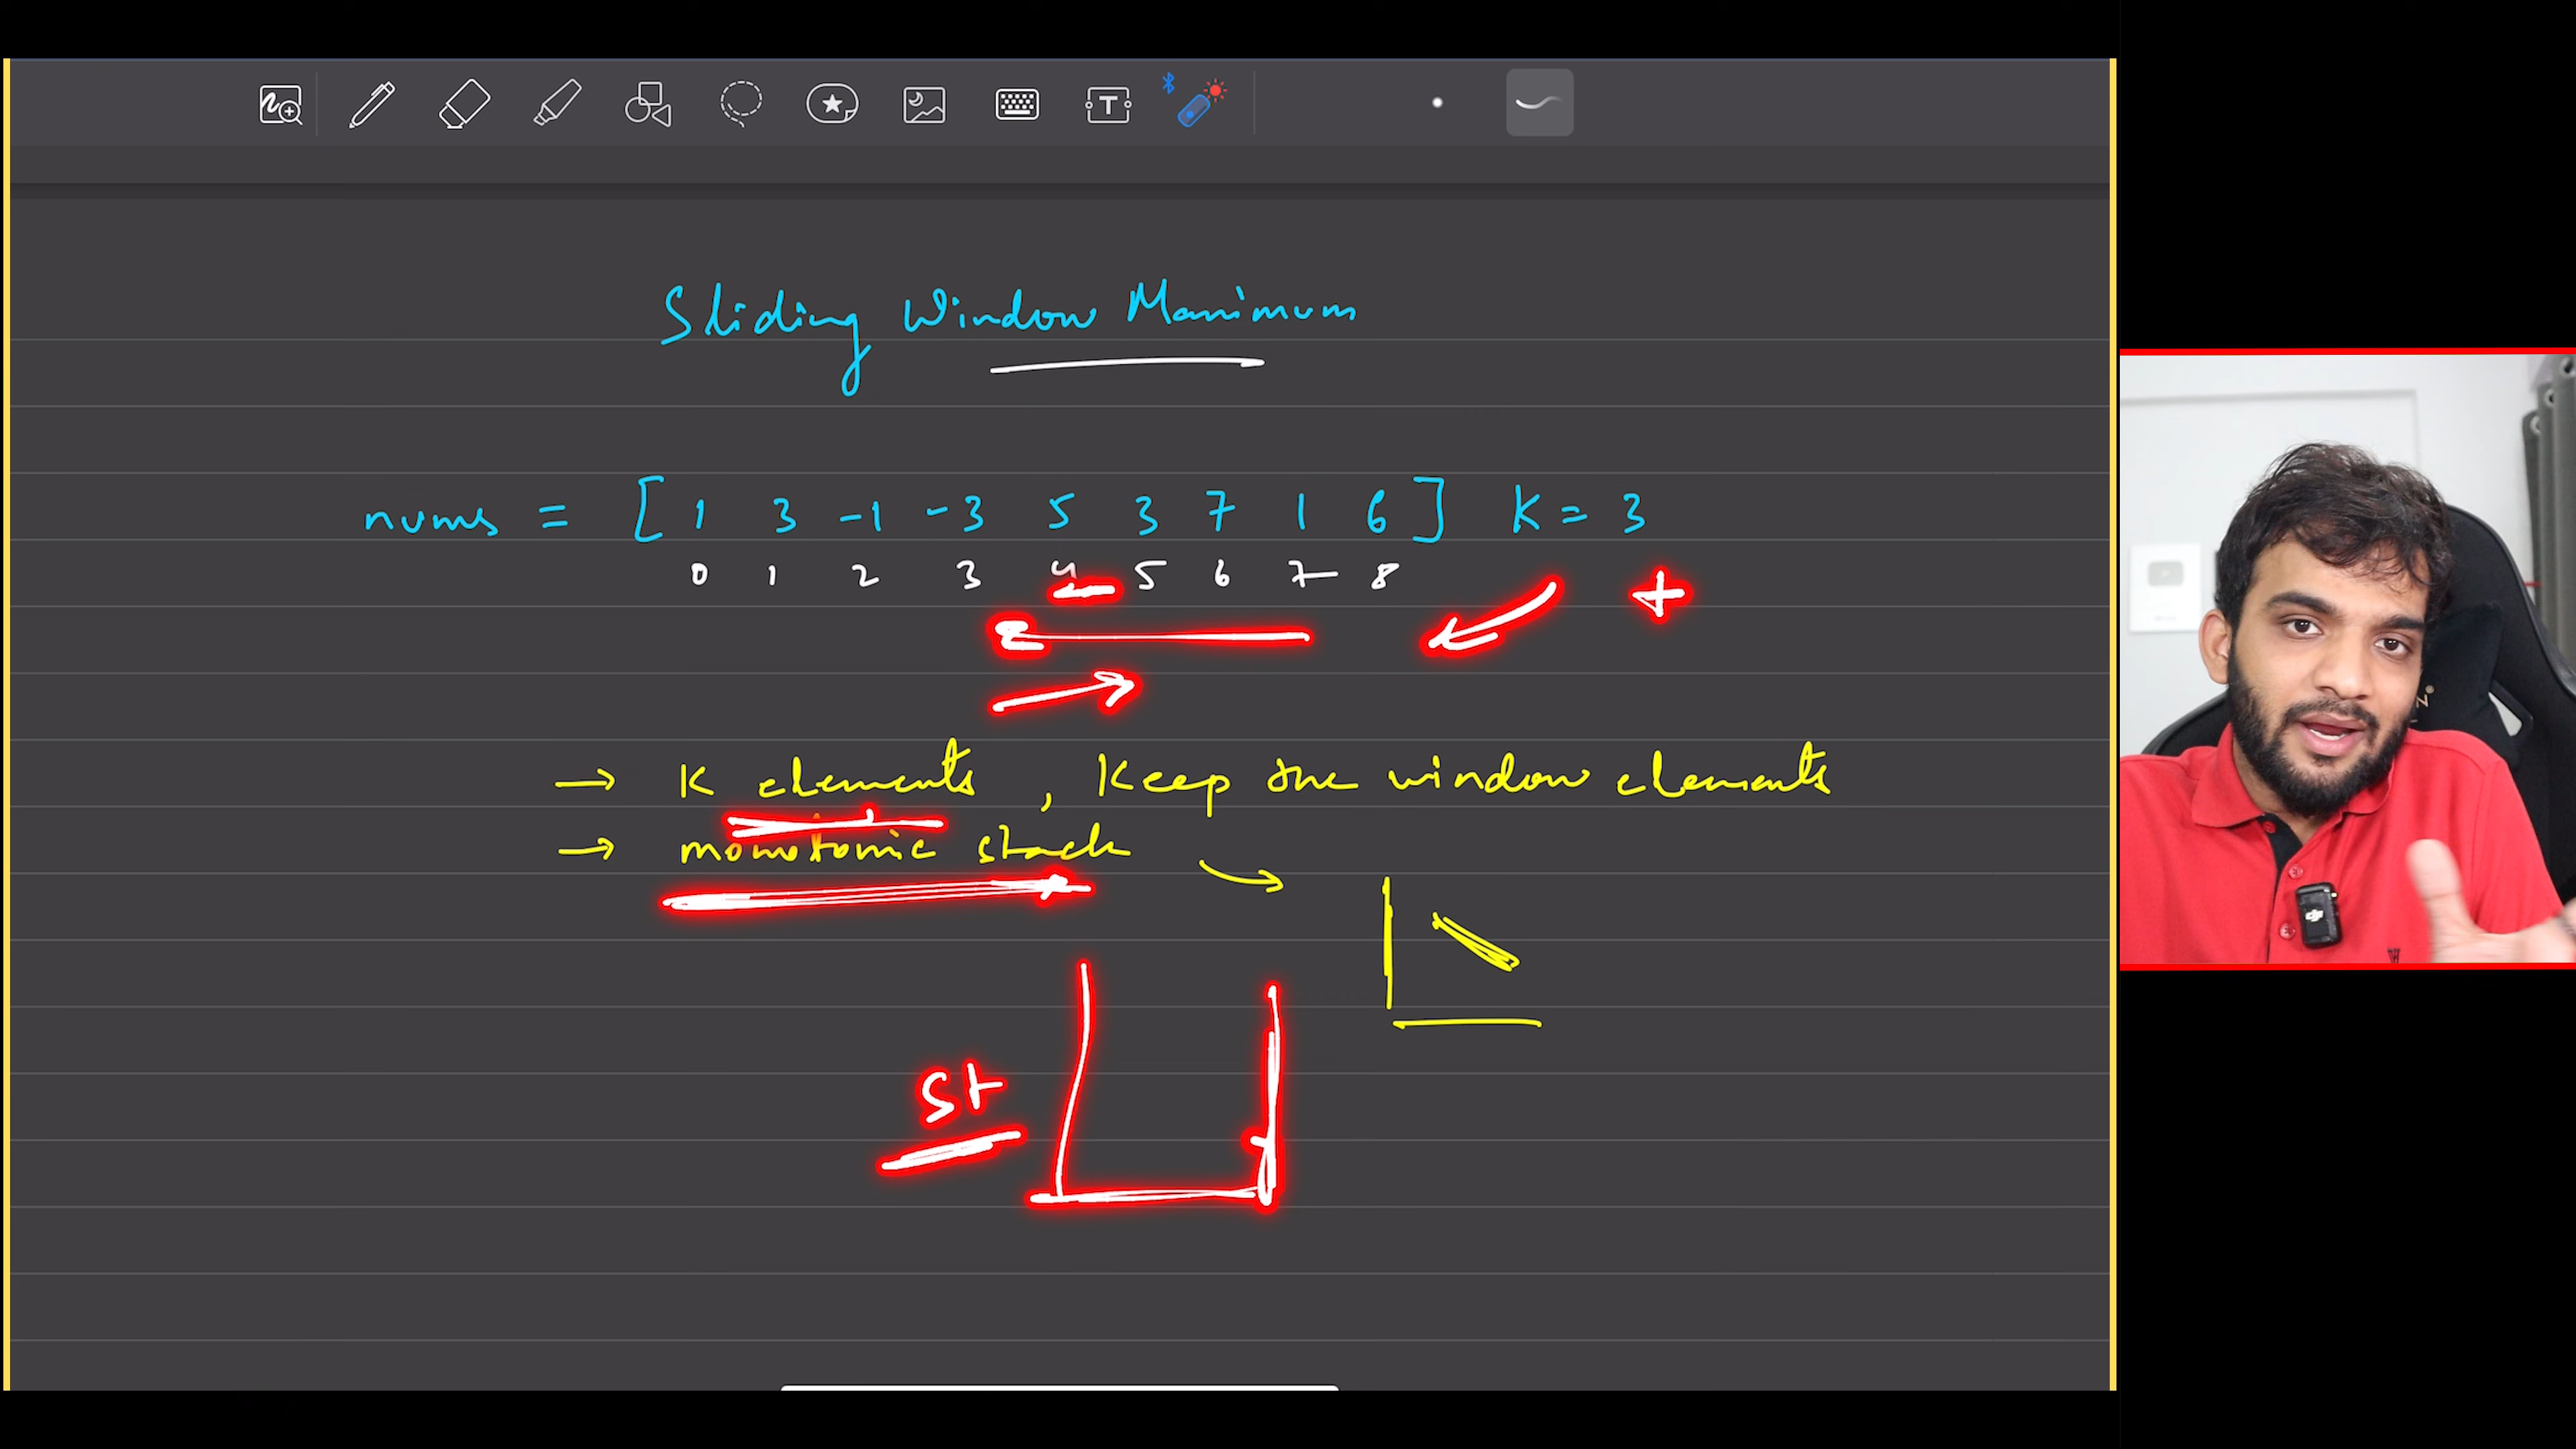 Sliding Window Maximum
nums = [ 1 3 -1 -3 5 3 7 1 6 ] K = 3
0 1 2 3 4 5 6 7 8
→ K elements, Keep the window elements
→ monotonic stack
St